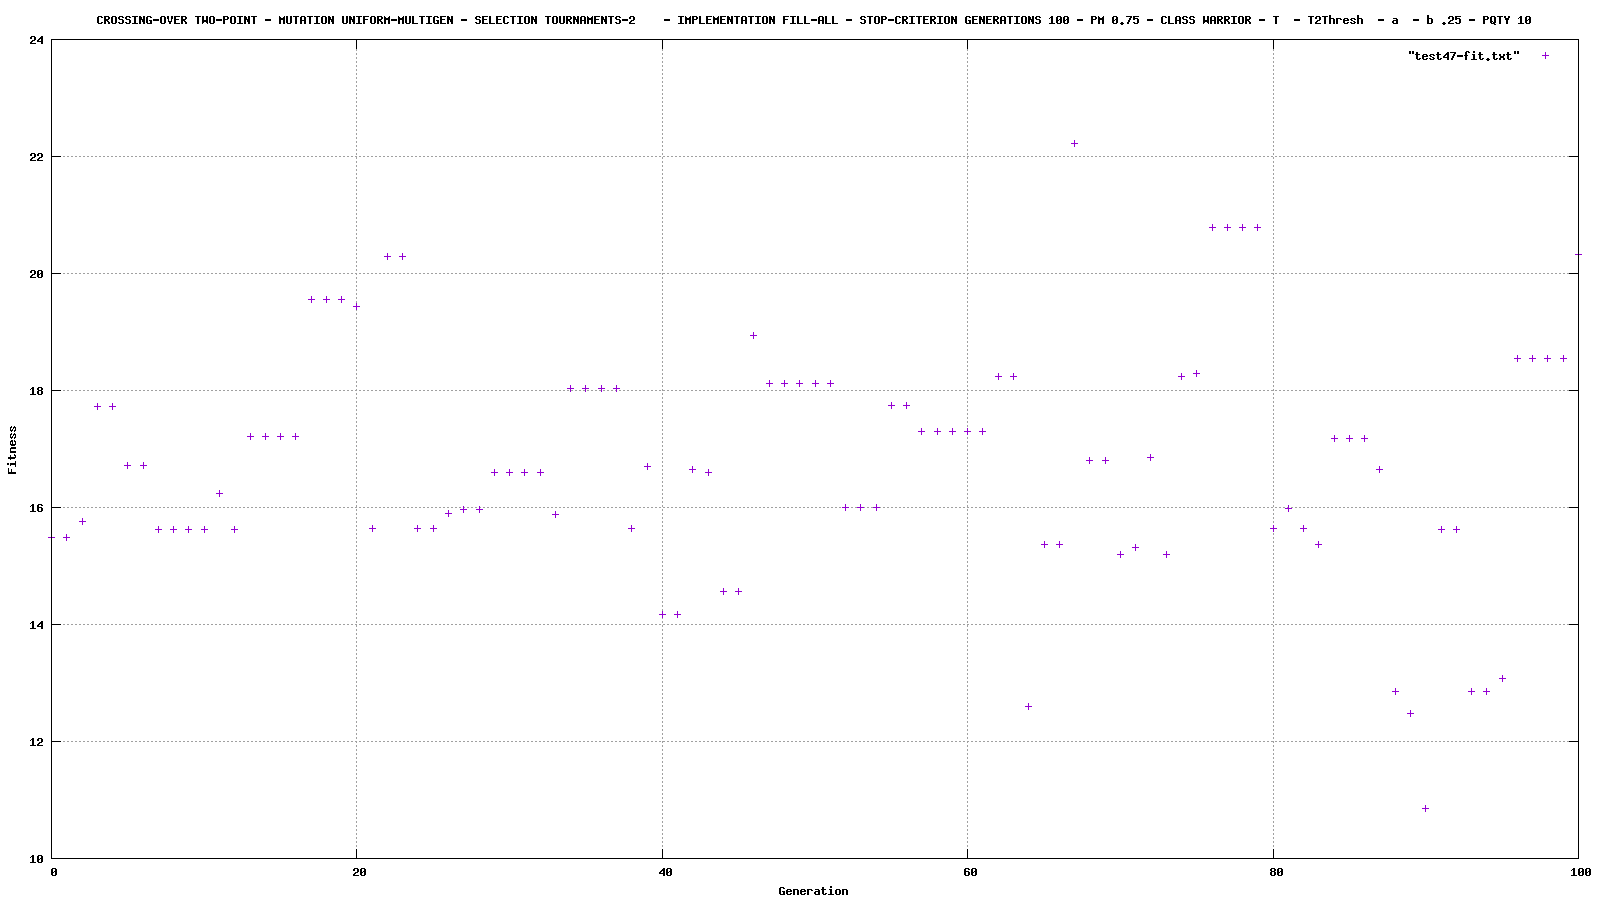 CROSSING-OVER TWO-POINT - MUTATION UNIFORM-MULTIGEN - SELECTION TOURNAMENTS-2    - IMPLEMENTATION FILL-ALL - STOP-CRITERION GENERATIONS 100 - PM 0.75 - CLASS WARRIOR - T  - T2Thresh  - a  - b .25 - PQTY 10
"test47-fit.txt"
24
22
20
18
16
14
12
10
Fitness
0 20 40 60 80 100
Generation